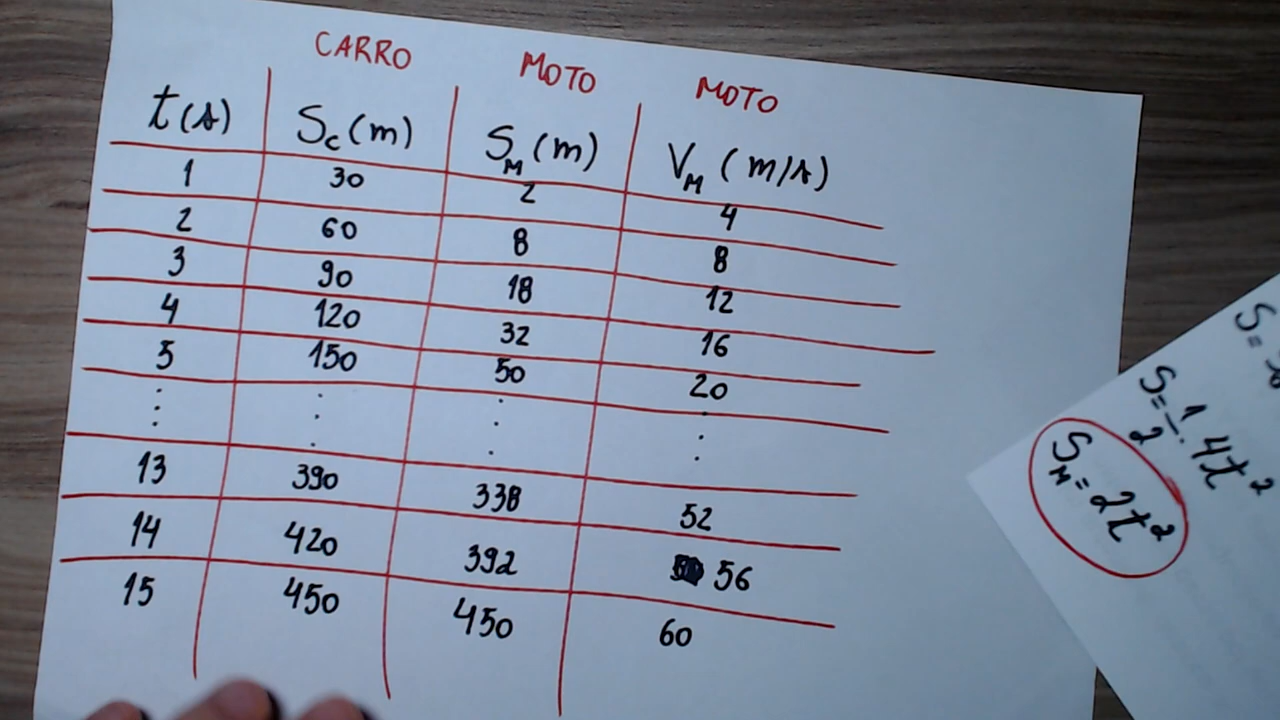 CARRO MOTO MOTO
t(s) Sc(m) SM(m) VM(m/s)
1 30 2 4
2 60 8 8
3 90 18 12
4 120 32 16
5 150 50 20
⋮ ⋮ ⋮ ⋮
13 390 338 52
14 420 392 56
15 450 450 60
S=
S=1/2.4t²
SM=2t²